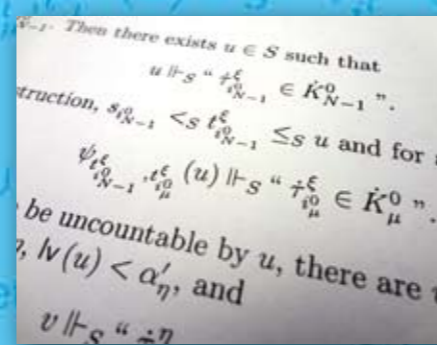 N−2. Then there exists u ∈ S such that
u ⊩_S “ ṫ^ξ_{i^0_{N−1}} ∈ K̇^0_{N−1} ”.
struction, s_{i^0_{N−1}} <_S t^ξ_{i^0_{N−1}} ≤_S u and for
ψ_{t^ξ_{i^0_{N−1}}, t^ξ_{i^0_μ}} (u) ⊩_S “ ṫ^ξ_{i^0_μ} ∈ K̇^0_μ ”.
be uncountable by u, there are
lv(u) < α′_η, and
v ⊩_S “